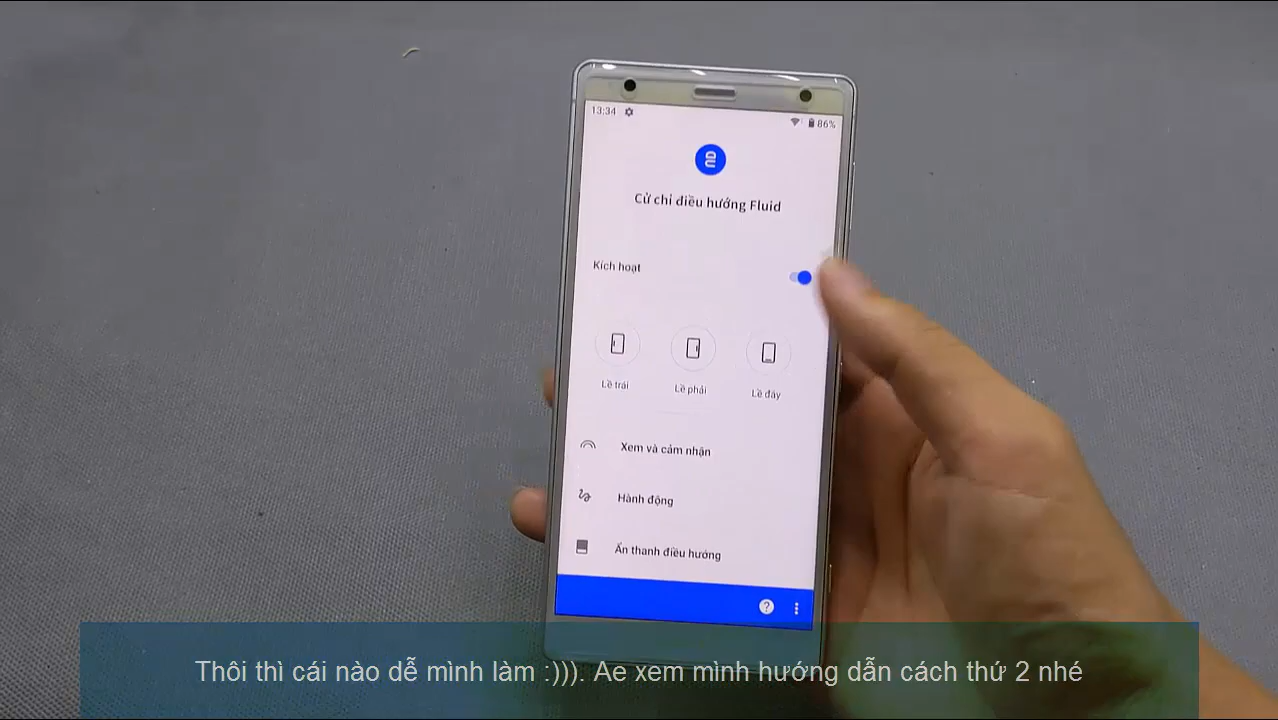 13:34
86%
Cử chỉ điều hướng Fluid
Kích hoạt
Lề trái
Lề phải
Lề đáy
Xem và cảm nhận
Hành động
Ẩn thanh điều hướng
?
Thôi thì cái nào dễ mình làm :))). Ae xem mình hướng dẫn cách thứ 2 nhé